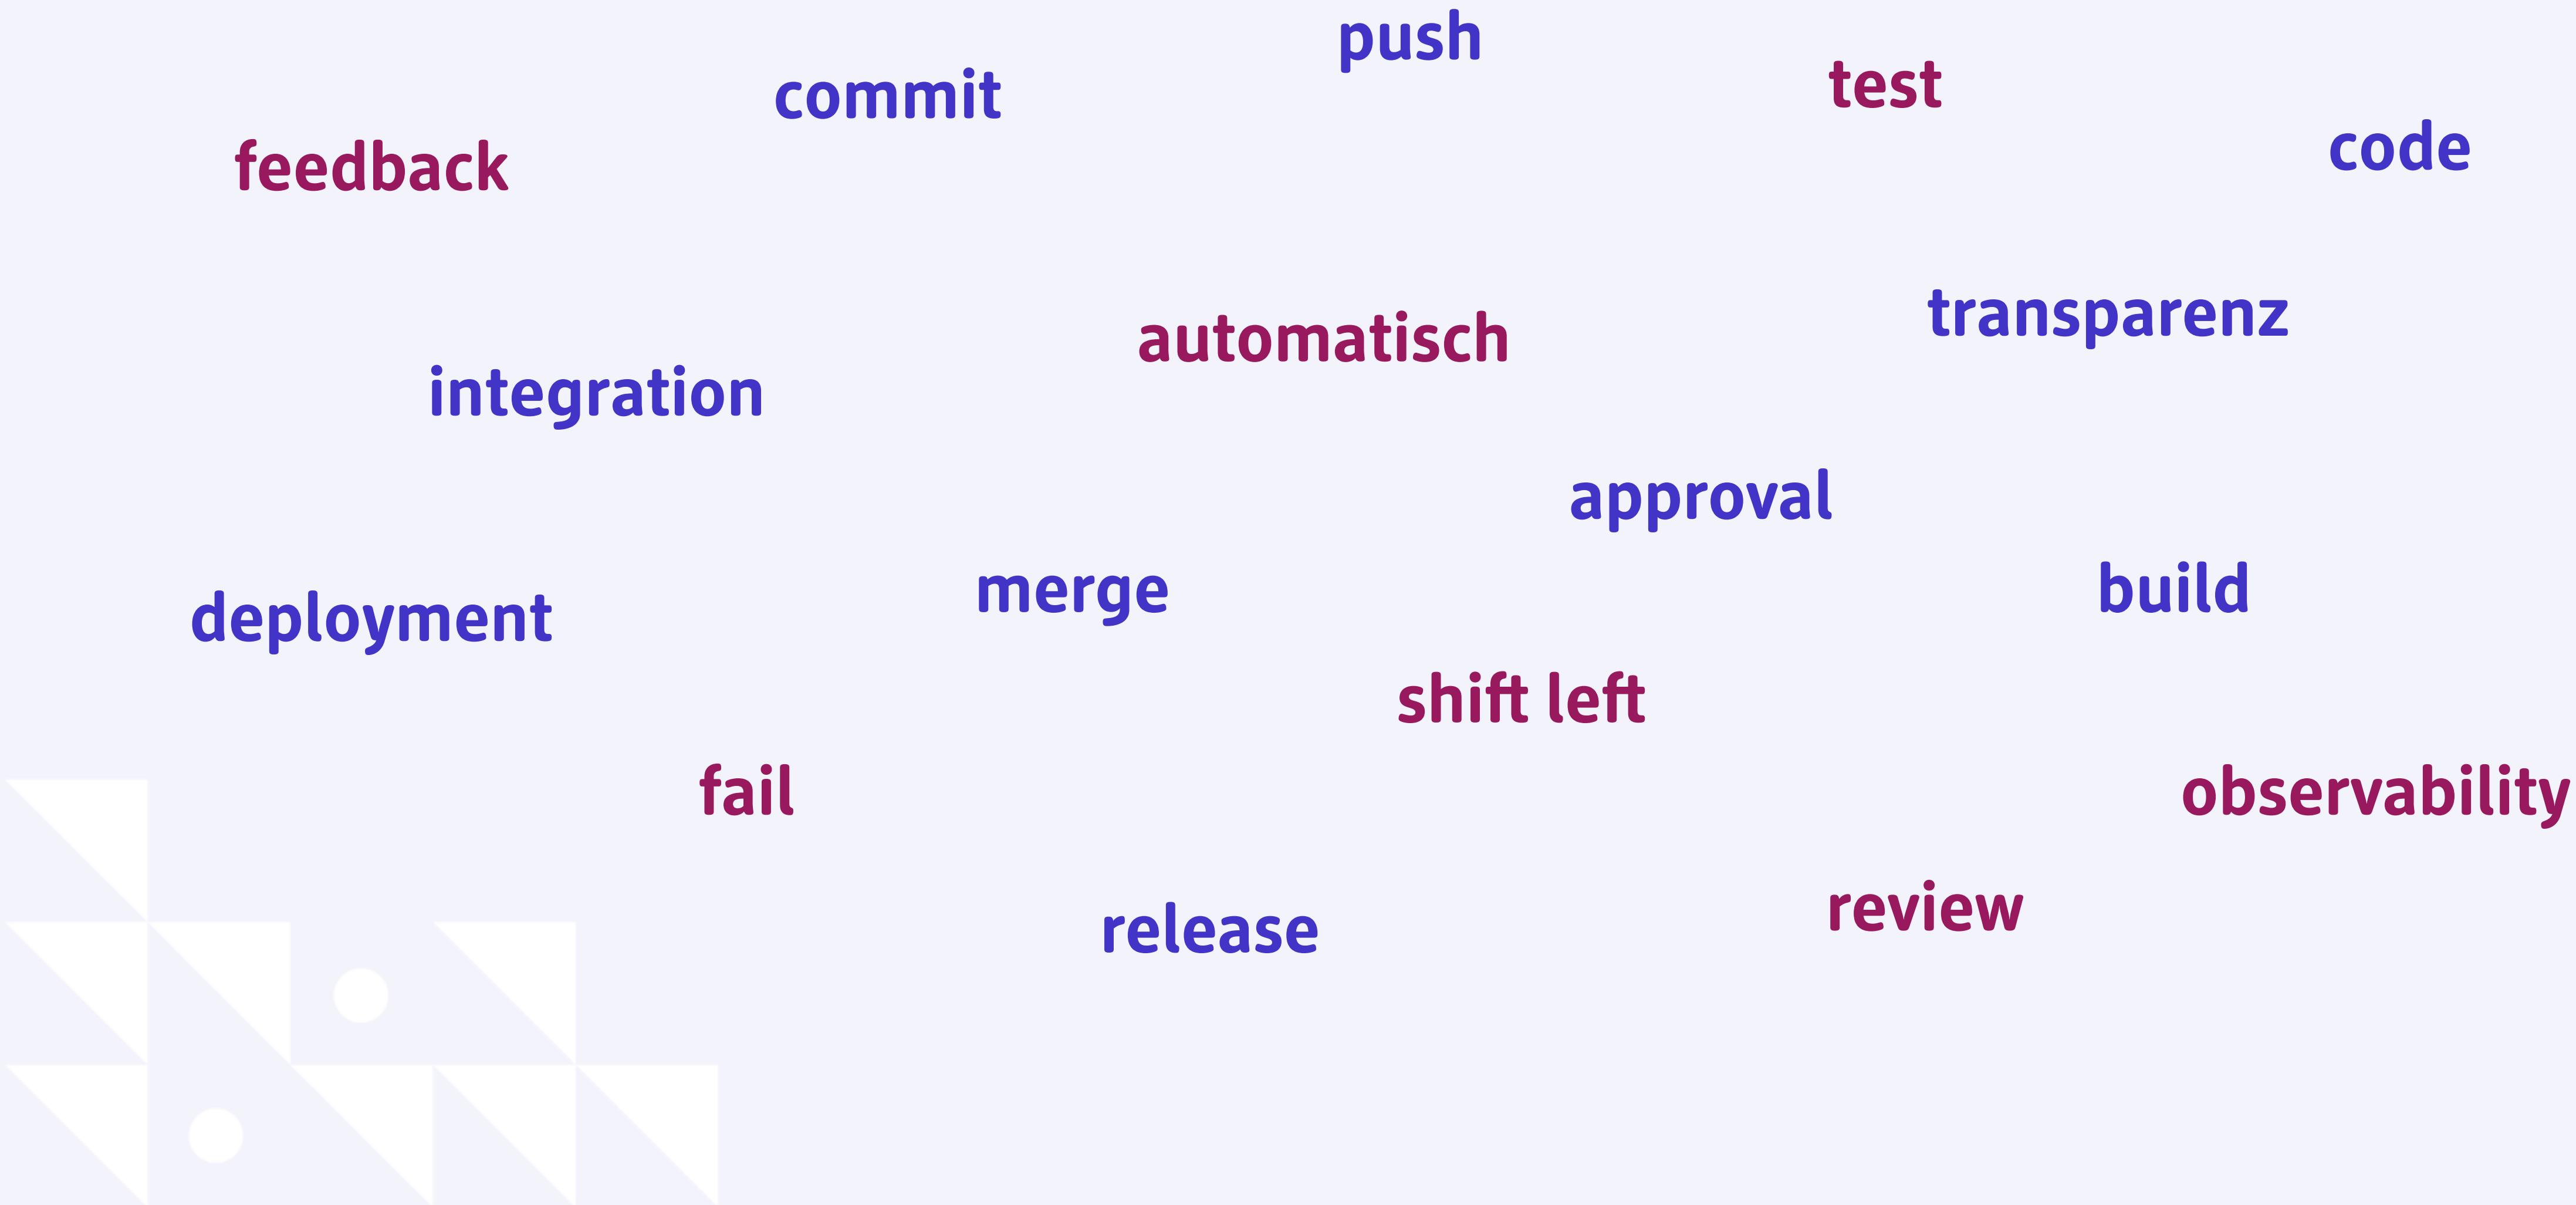 push
commit
test
code
feedback
transparenz
automatisch
integration
approval
merge
build
deployment
shift left
fail
observability
review
release